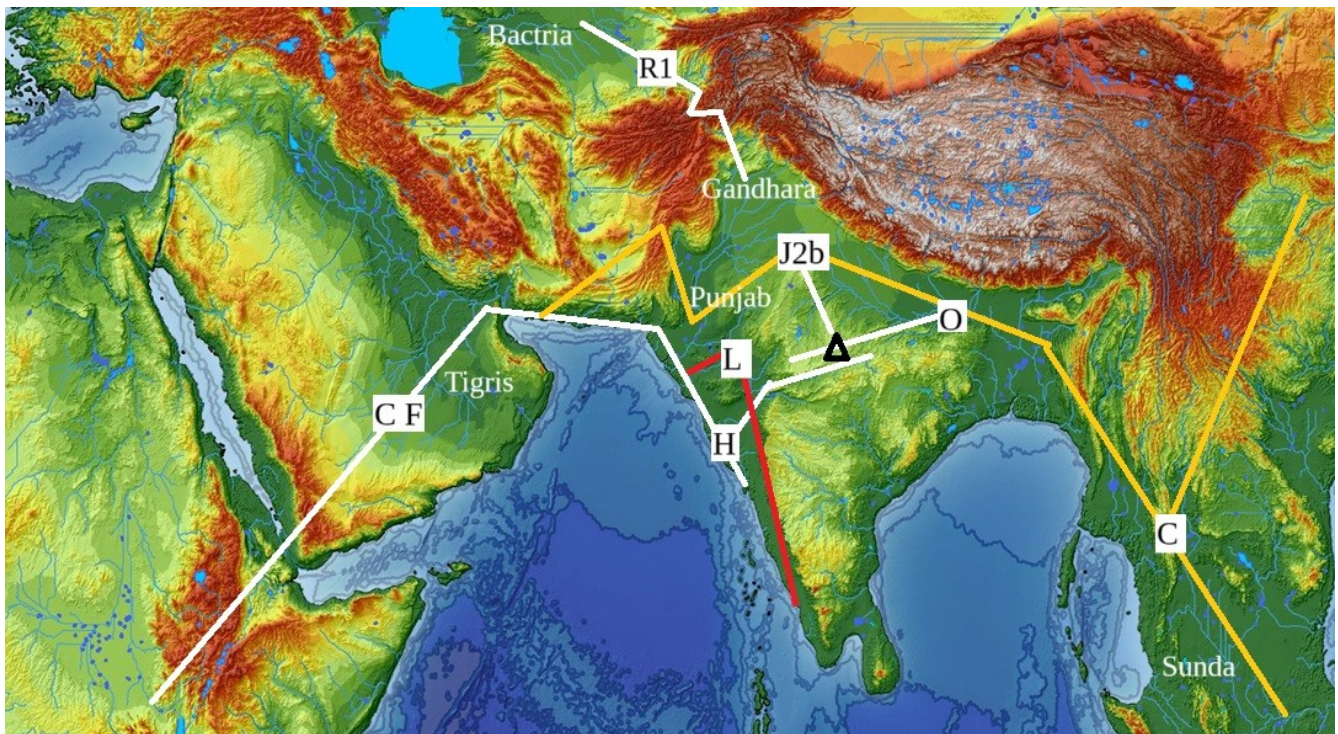 Bactria
R1
Gandhara
J2b
Punjab
O
L
Tigris
C F
H
C
Sunda